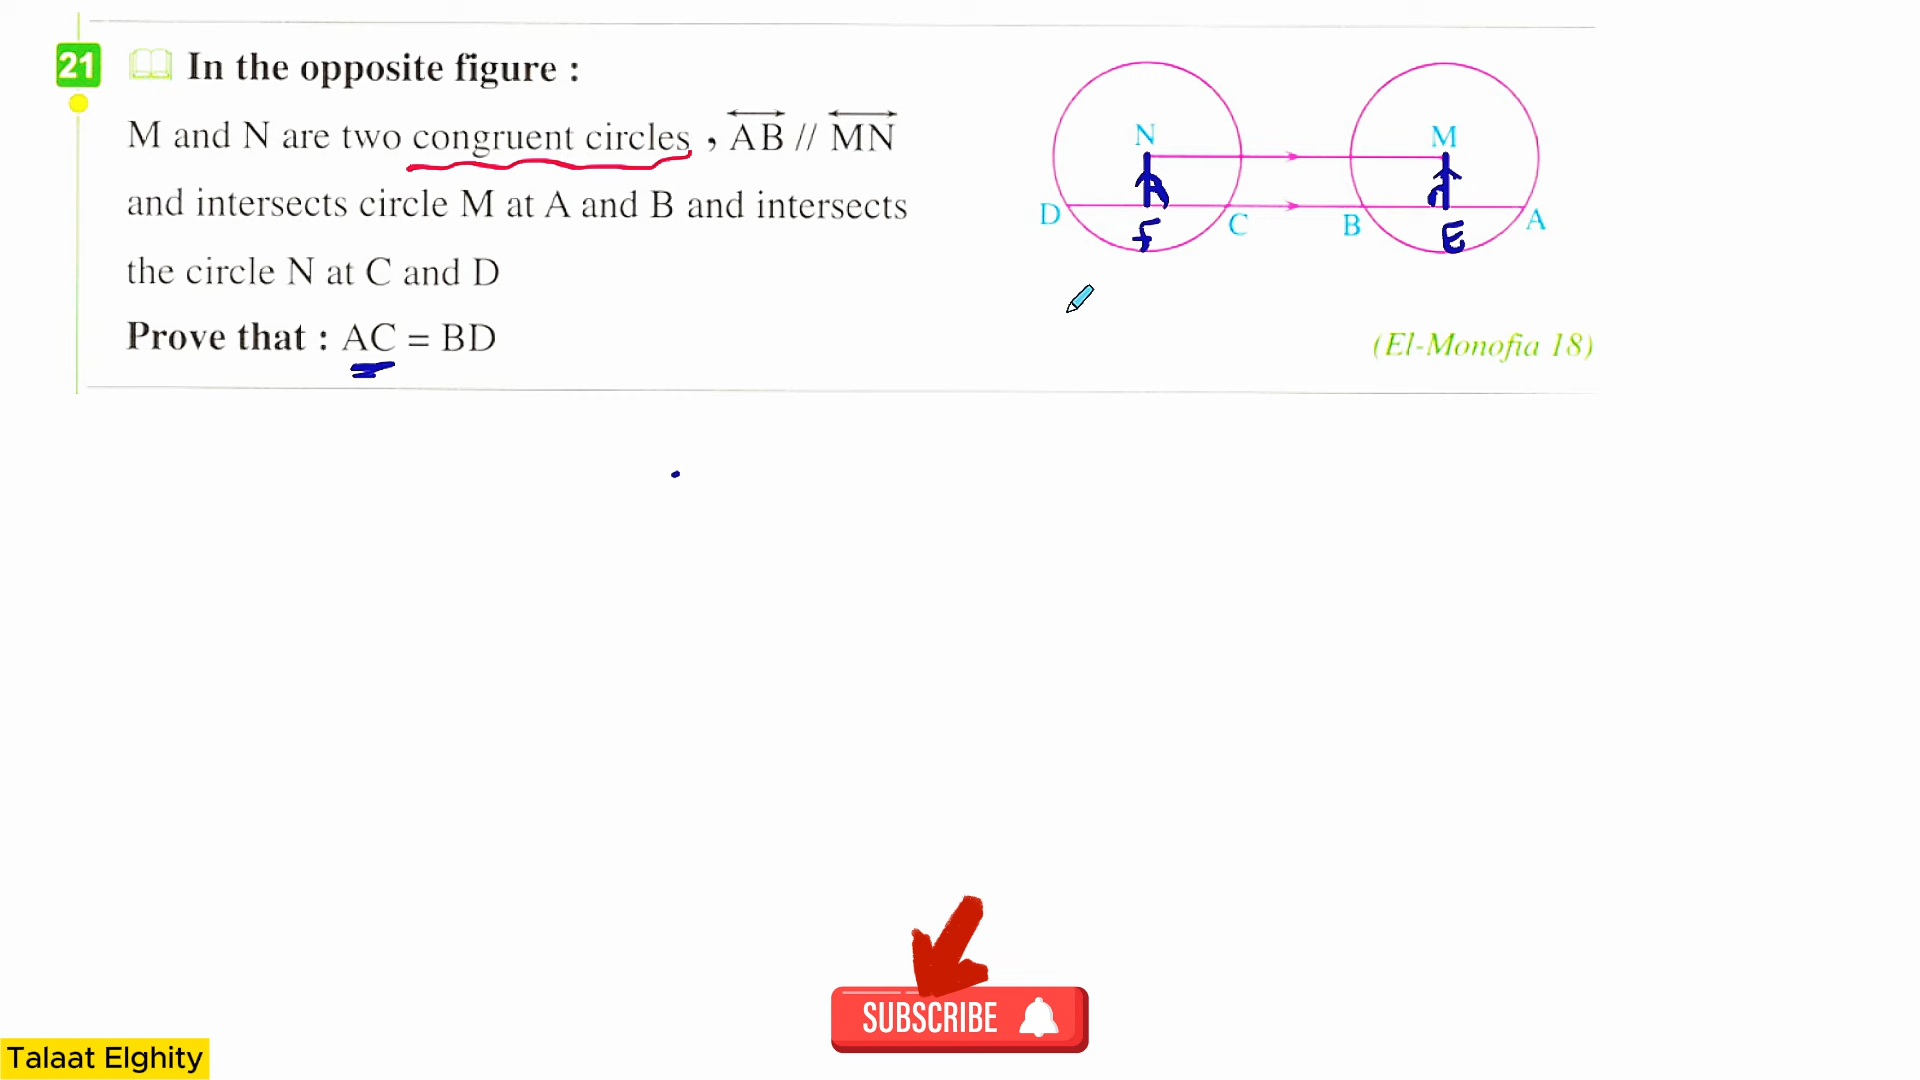 21 In the opposite figure :
M and N are two congruent circles , AB // MN
and intersects circle M at A and B and intersects
the circle N at C and D
Prove that : AC = BD
(El-Monofia 18)
N M
D C B A
F E
SUBSCRIBE
Talaat Elghity